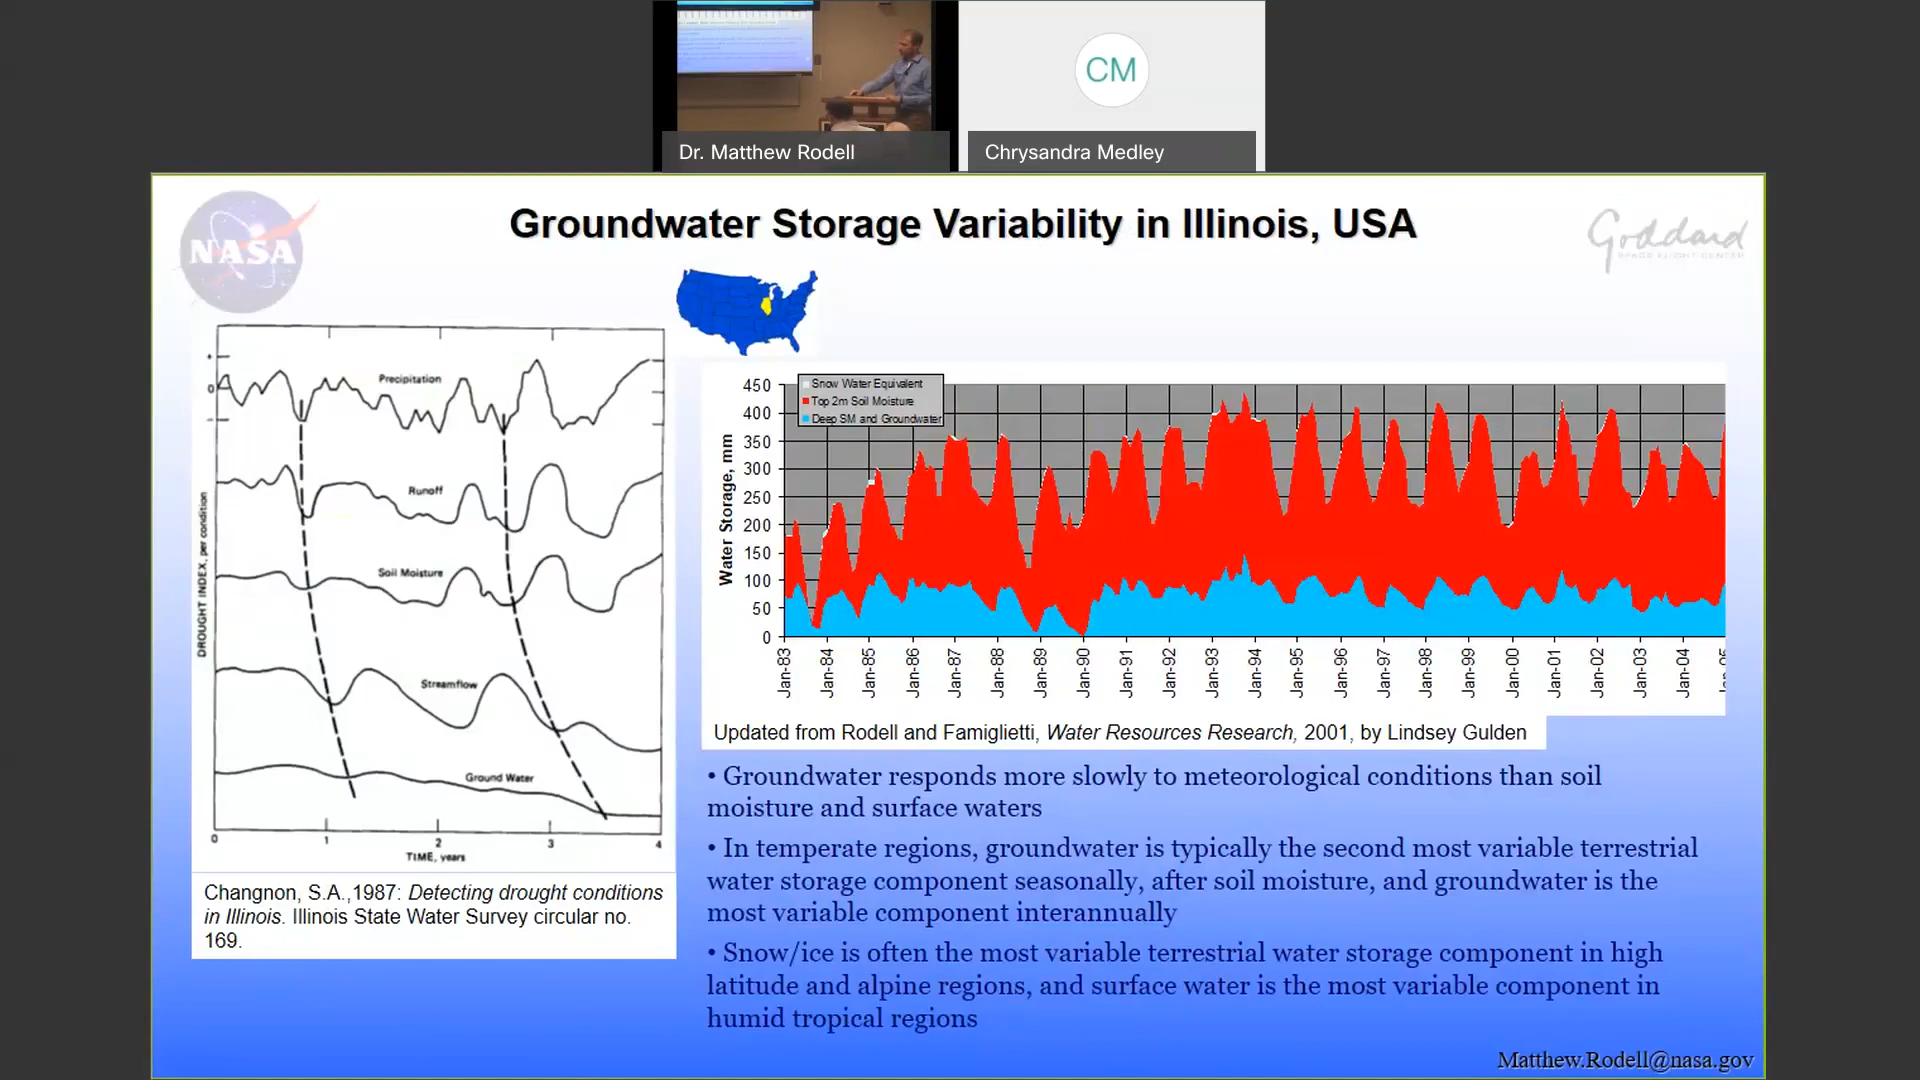 Dr. Matthew Rodell
CM
Chrysandra Medley
NASA
Groundwater Storage Variability in Illinois, USA
Goddard
SPACE FLIGHT CENTER
+
0
-
Precipitation
Runoff
Soil Moisture
Streamflow
Ground Water
DROUGHT INDEX, per condition
0 1 2 3 4
TIME, years
Changnon, S.A.,1987: Detecting drought conditions
in Illinois. Illinois State Water Survey circular no.
169.
Snow Water Equivalent
Top 2m Soil Moisture
Deep SM and Groundwater
Water Storage, mm
450
400
350
300
250
200
150
100
50
0
Jan-83 Jan-84 Jan-85 Jan-86 Jan-87 Jan-88 Jan-89 Jan-90 Jan-91 Jan-92 Jan-93 Jan-94 Jan-95 Jan-96 Jan-97 Jan-98 Jan-99 Jan-00 Jan-01 Jan-02 Jan-03 Jan-04
Updated from Rodell and Famiglietti, Water Resources Research, 2001, by Lindsey Gulden
• Groundwater responds more slowly to meteorological conditions than soil
moisture and surface waters
• In temperate regions, groundwater is typically the second most variable terrestrial
water storage component seasonally, after soil moisture, and groundwater is the
most variable component interannually
• Snow/ice is often the most variable terrestrial water storage component in high
latitude and alpine regions, and surface water is the most variable component in
humid tropical regions
Matthew.Rodell@nasa.gov